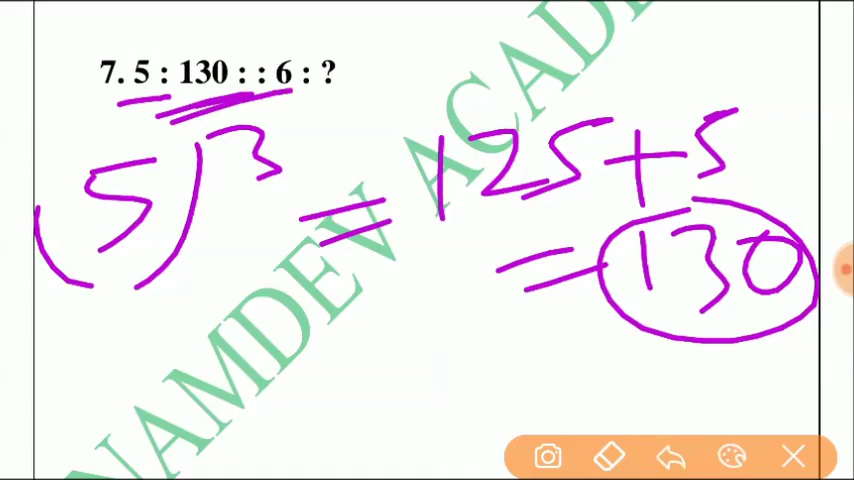 7. 5 : 130 : : 6 : ?
(5)³ = 125 + 5
= 130
NAMDEV ACADE